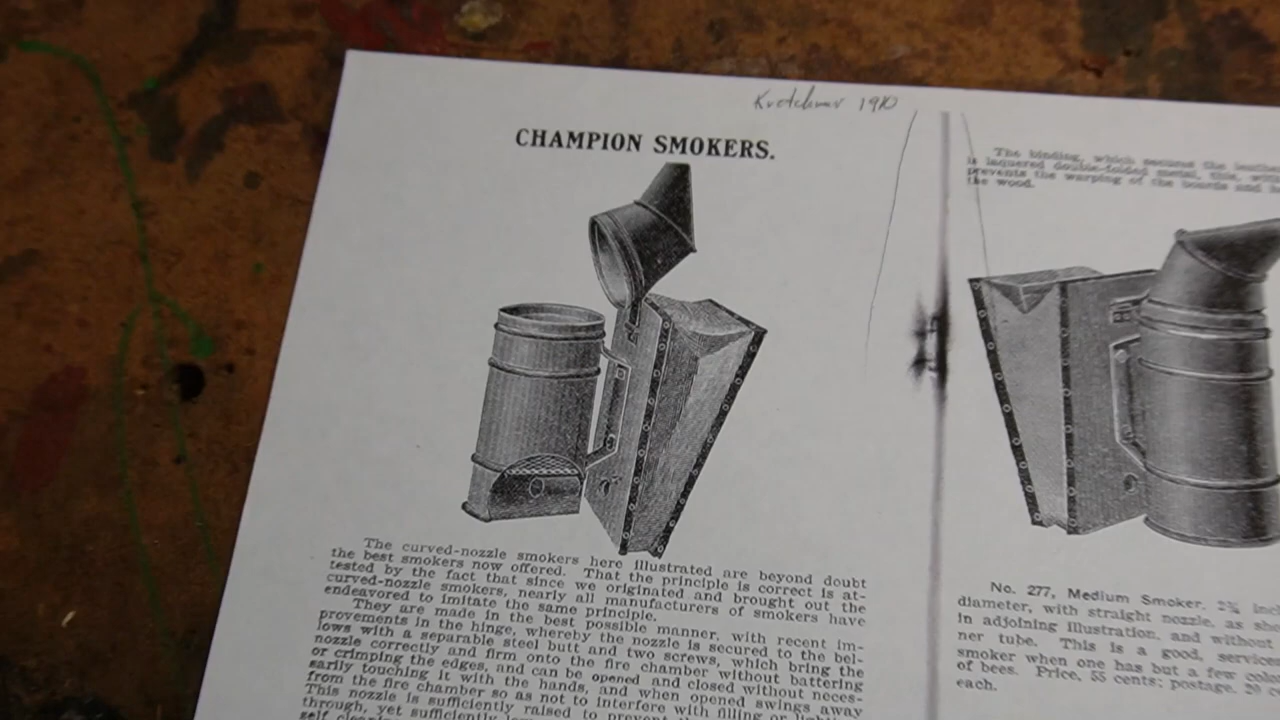 Kretchmer 1910
CHAMPION SMOKERS.
The curved-nozzle smokers here illustrated are beyond doubt
the best smokers now offered. That the principle is correct is at-
tested by the fact that since we originated and brought out the
curved-nozzle smokers, nearly all manufacturers of smokers have
endeavored to imitate the same principle.
They are made in the best possible manner, with recent im-
provements in the hinge, whereby the nozzle is secured to the bel-
lows with a separable steel butt and two screws, which bring the
nozzle correctly and firm onto the fire chamber without battering
or crimping the edges, and can be opened and closed without neces-
sarily touching it with the hands, and when opened swings away
from the fire chamber so as not to interfere with filling or
This nozzle is sufficiently raised to prevent
through, yet sufficiently
The binding, which secures the
is laquered double-folded metal, this,
prevents the warping of the boards and
the wood.
No. 277, Medium Smoker. 2¾
diameter, with straight nozzle, as
in adjoining illustration, and without
ner tube. This is a good,
smoker when one has but a few
of bees. Price, 55 cents; postage, 20
each.